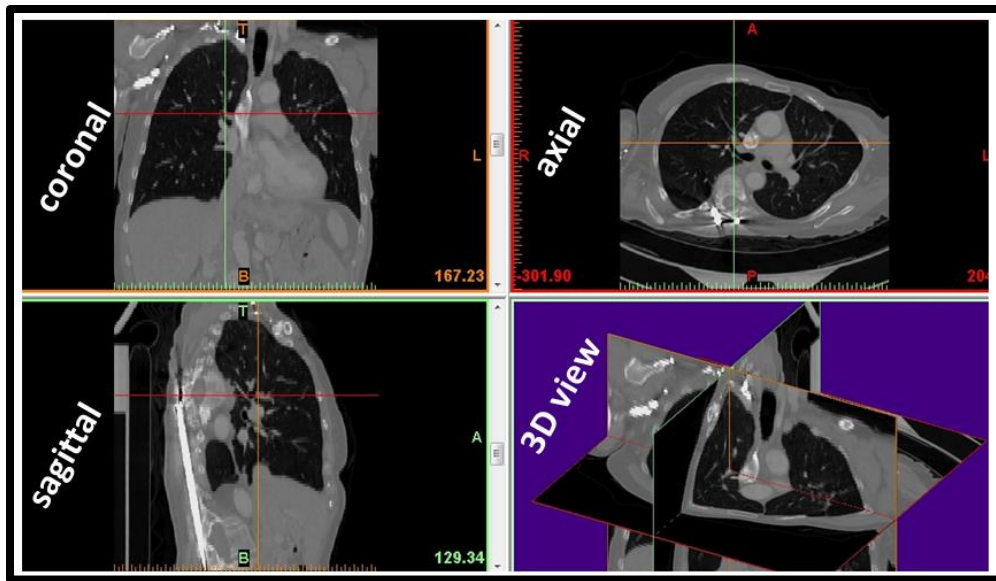 T
L
B
167.23
coronal
A
R
L
P
-301.90
204
axial
T
A
B
129.34
sagittal
3D view